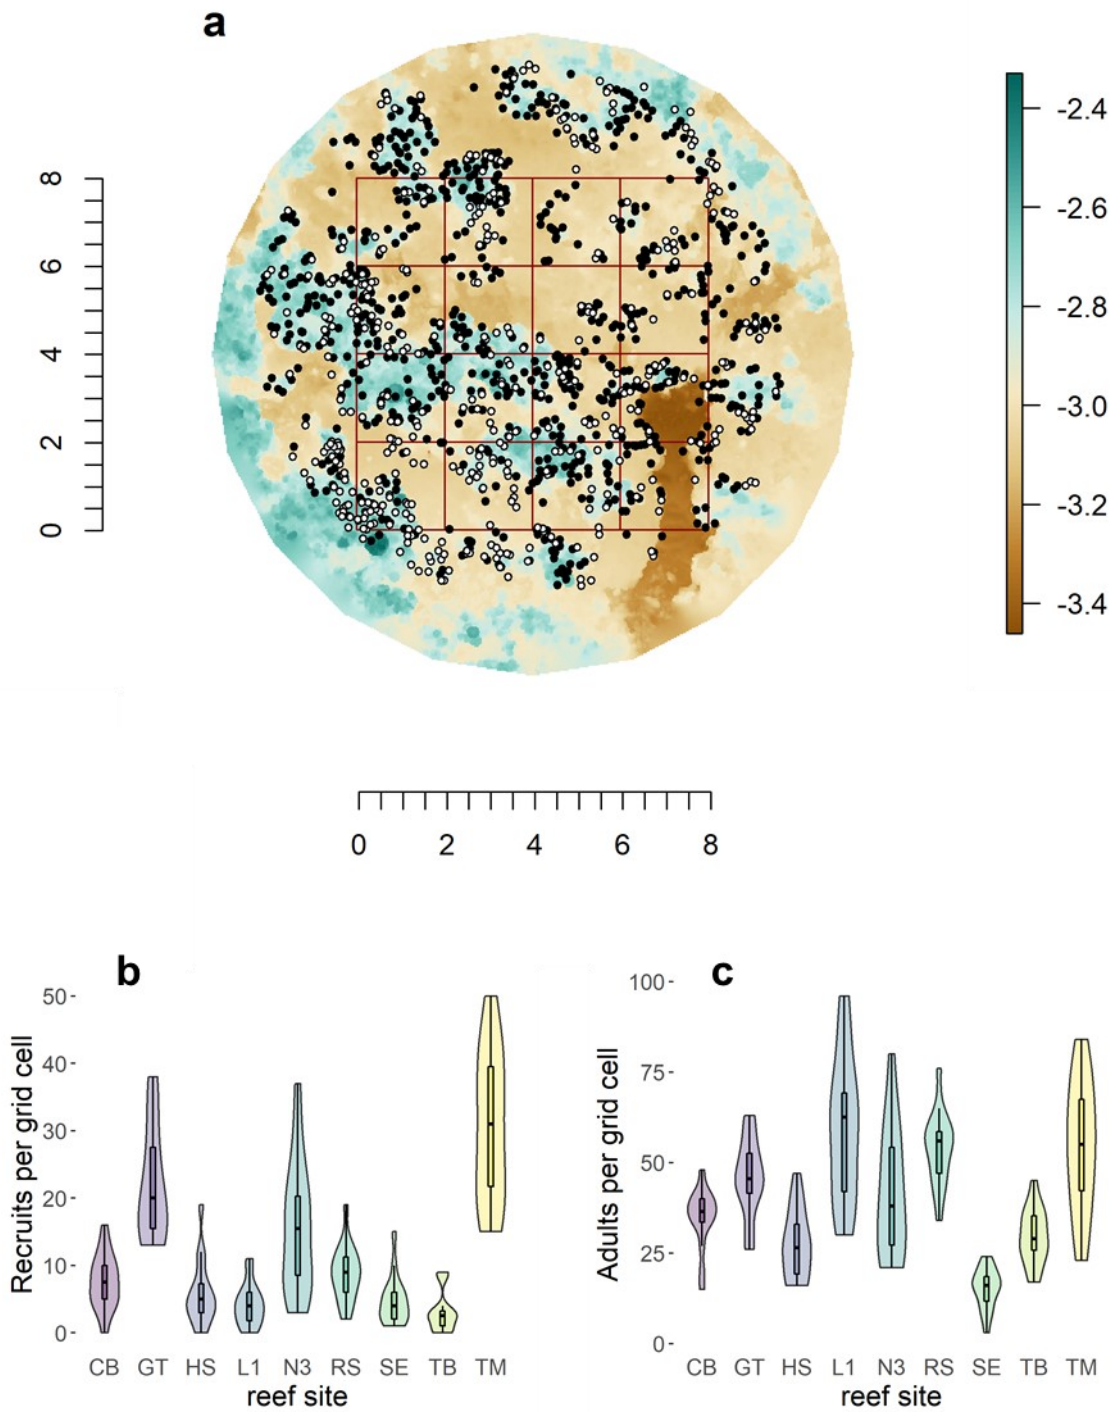 a
8
6
4
2
0
-2.4
-2.6
-2.8
-3.0
-3.2
-3.4
0 2 4 6 8
b
Recruits per grid cell
50
40
30
20
10
0
CB GT HS L1 N3 RS SE TB TM
reef site
c
Adults per grid cell
100
75
50
25
0
CB GT HS L1 N3 RS SE TB TM
reef site